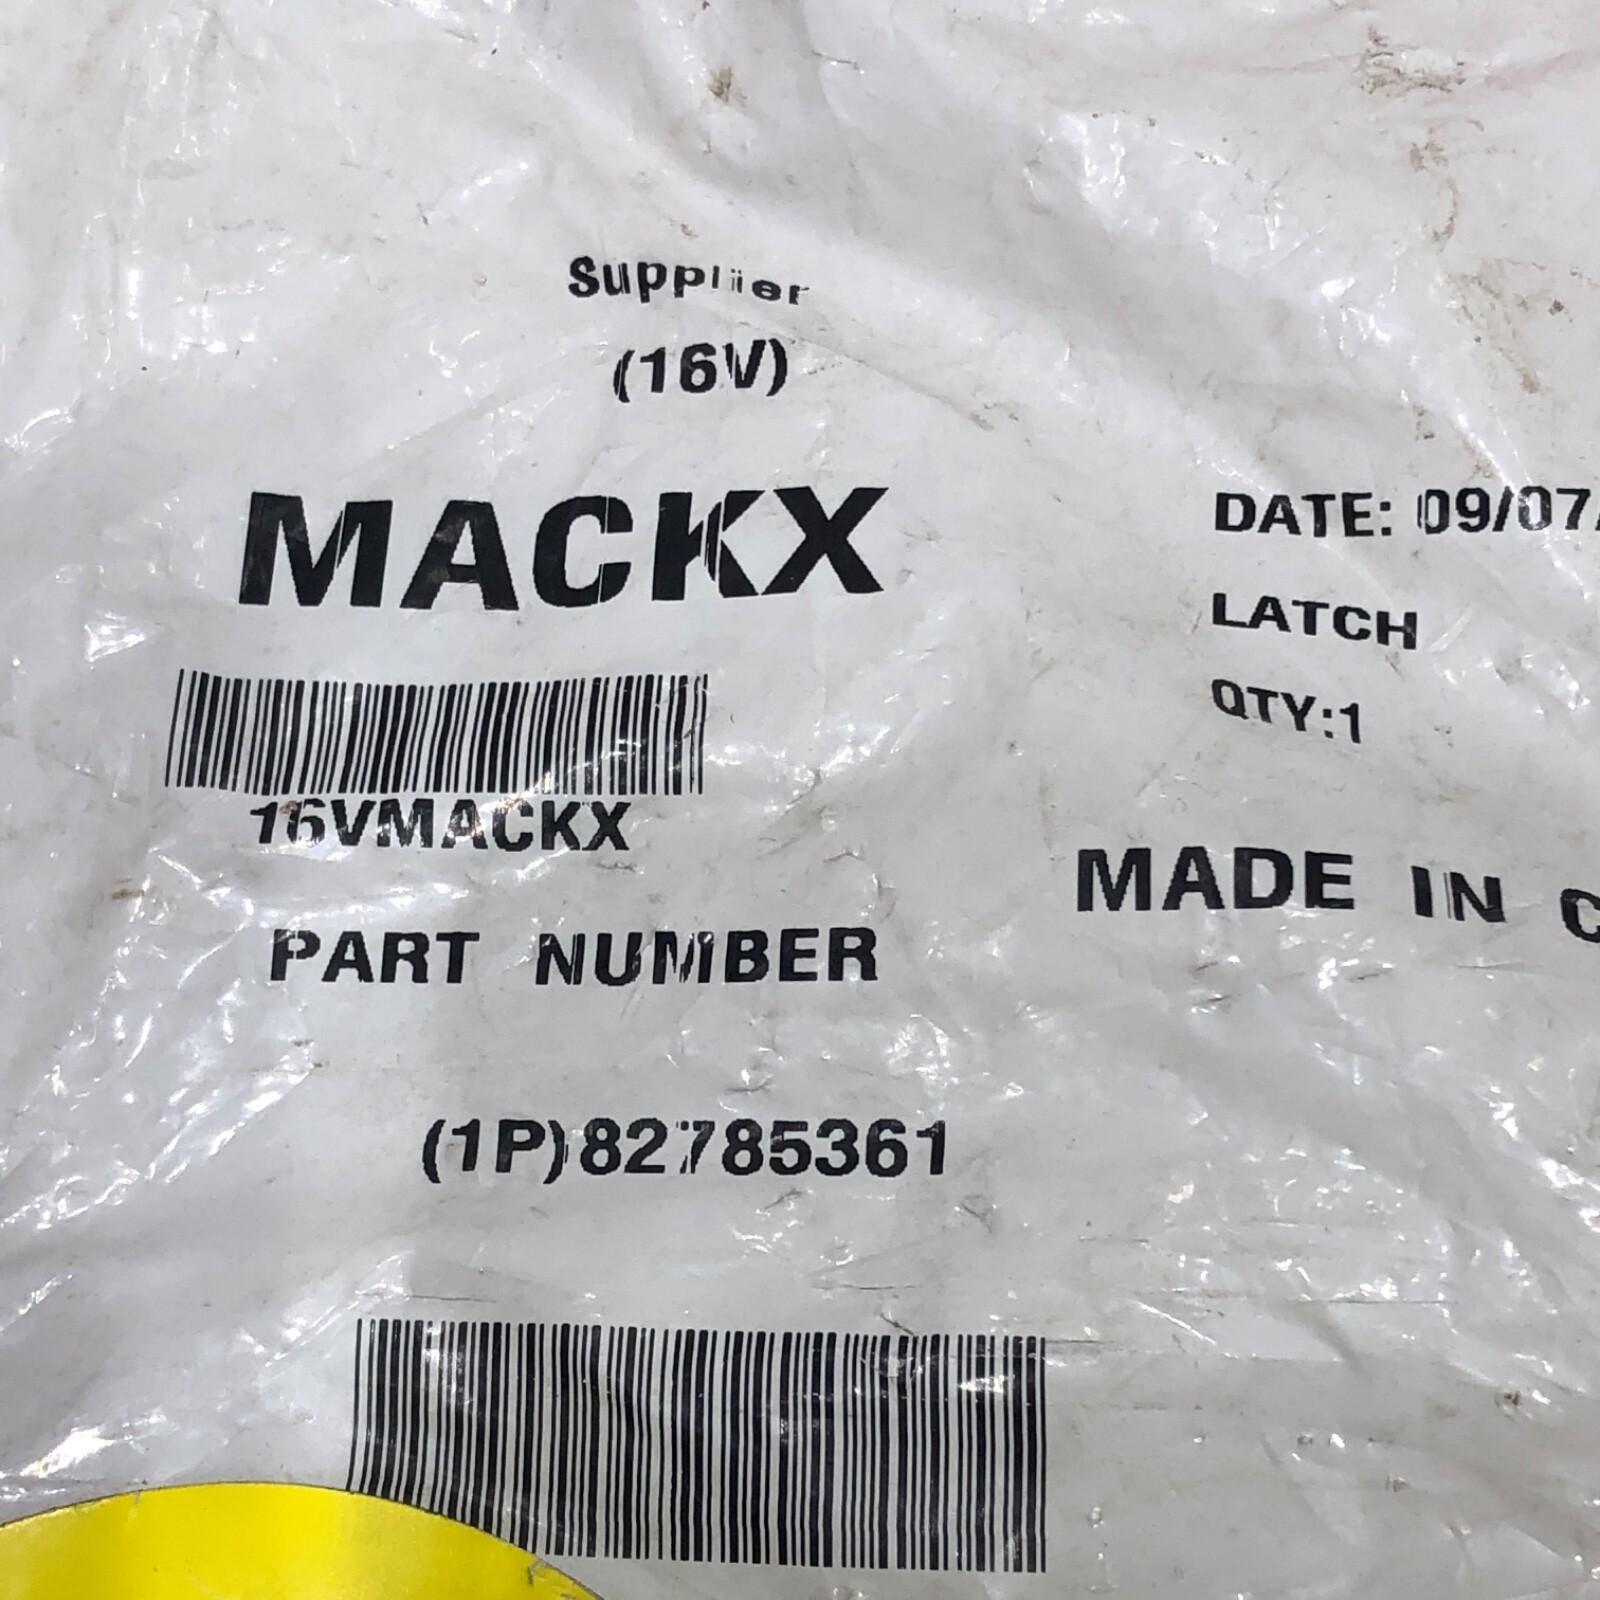 Supplier
(16V)
MACKX
DATE: 09/07/
LATCH
QTY:1
16VMACKX
MADE IN C
PART NUMBER
(1P)82785361